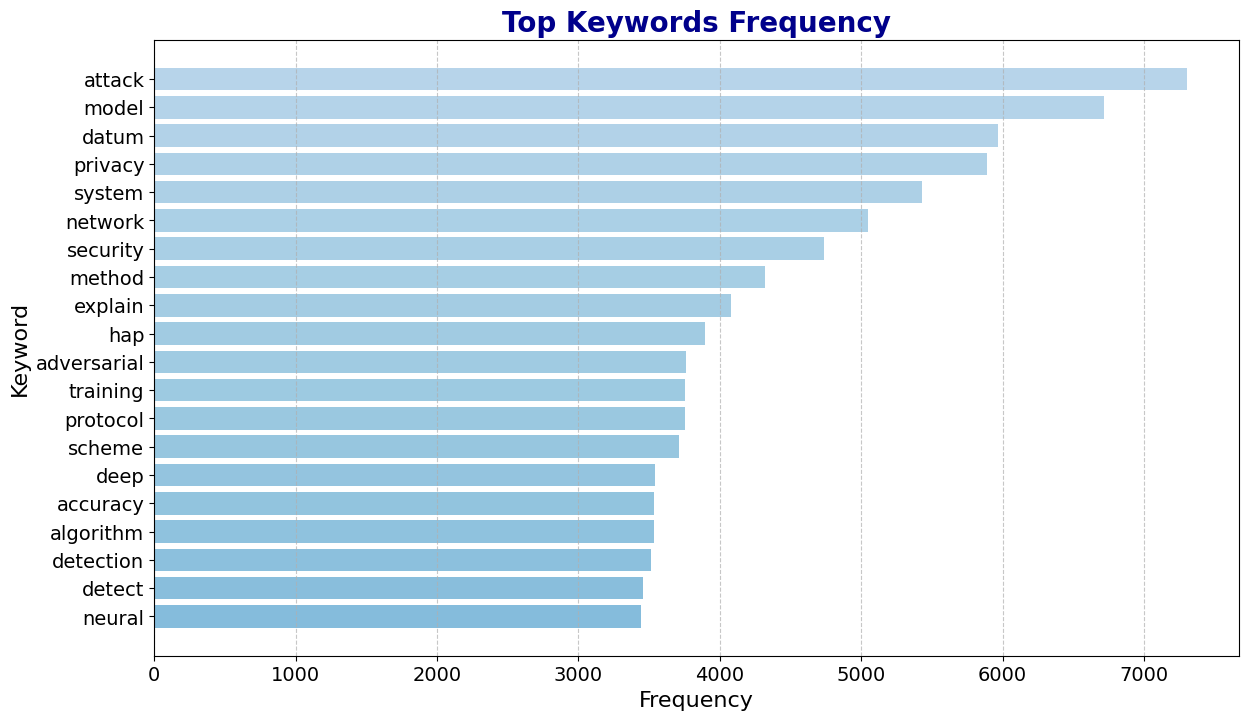 Top Keywords Frequency
Keyword
attack
model
datum
privacy
system
network
security
method
explain
hap
adversarial
training
protocol
scheme
deep
accuracy
algorithm
detection
detect
neural
0 1000 2000 3000 4000 5000 6000 7000
Frequency